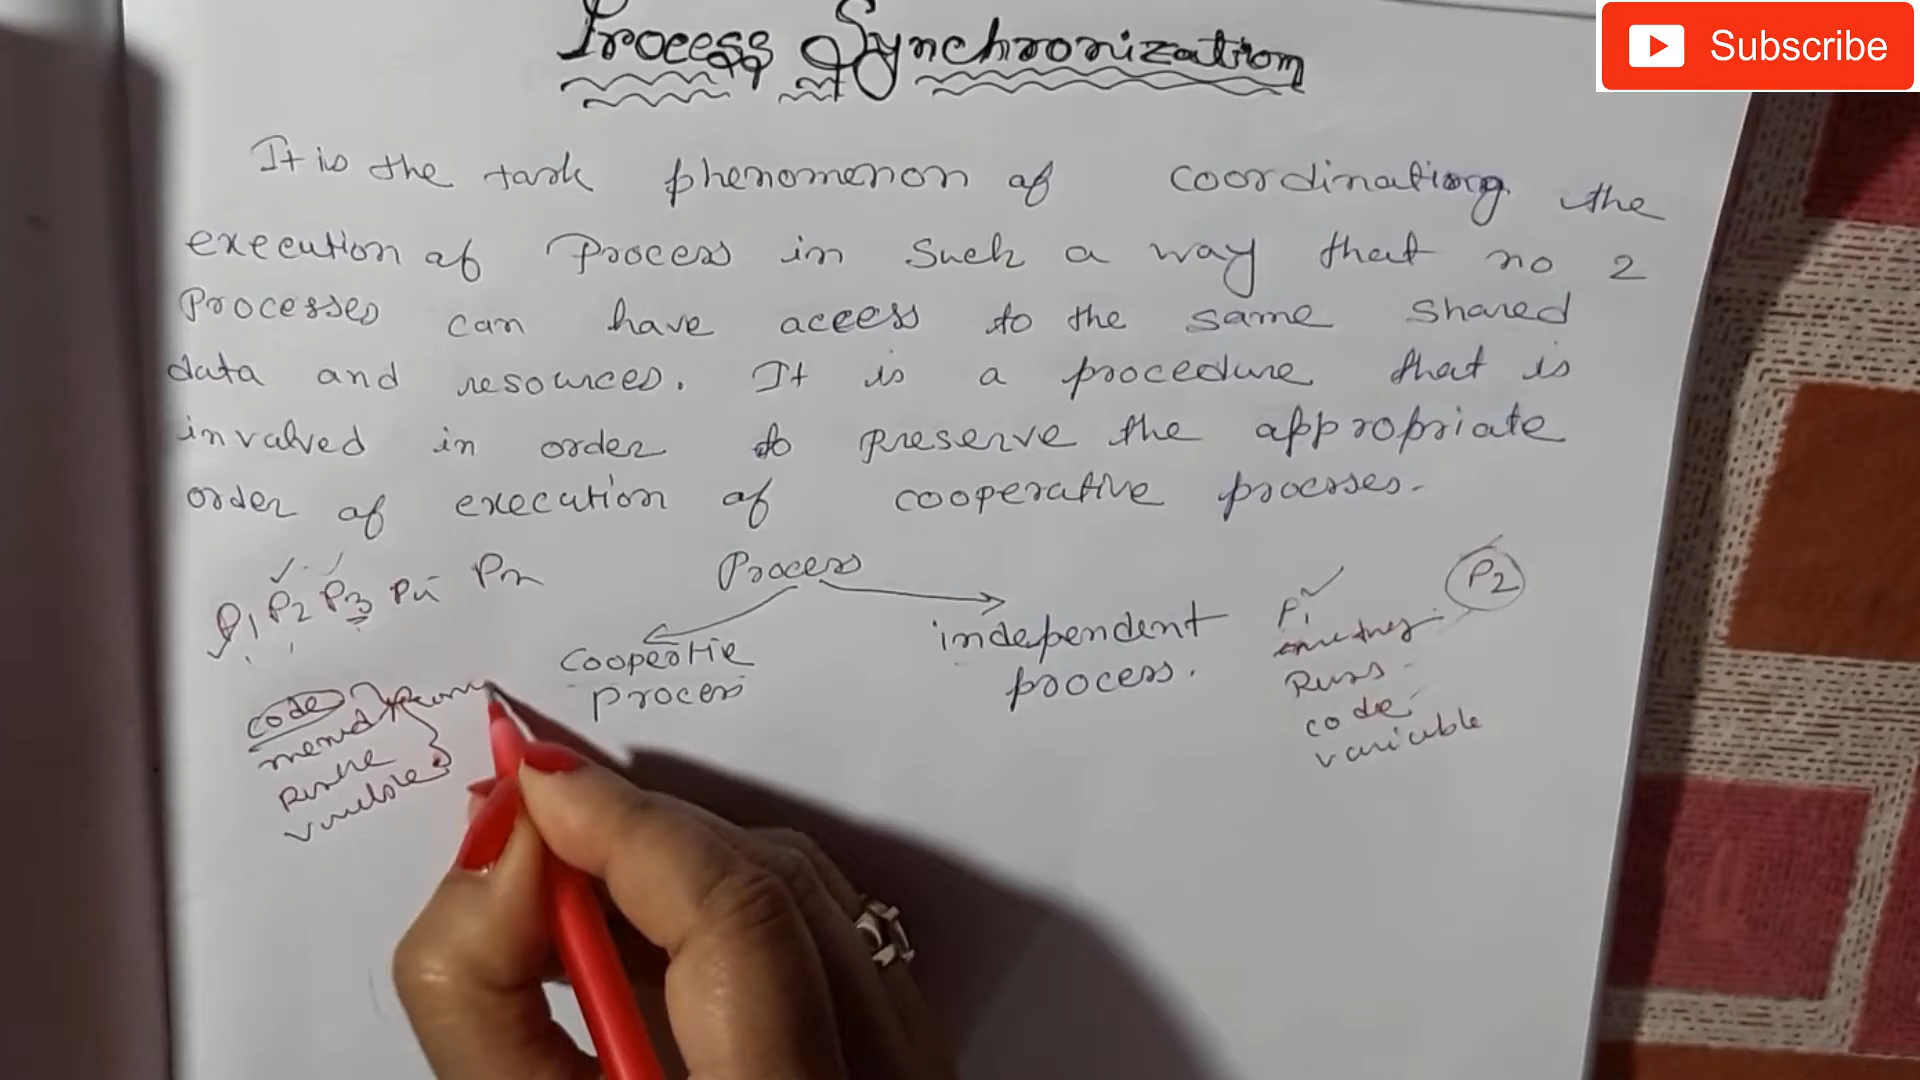 Process Synchronization
Subscribe
It is the task phenomenon of coordinating the
execution of Process in such a way that no 2
Processes can have access to the same shared
data and resources. It is a procedure that is
involved in order to preserve the appropriate
order of execution of cooperative processes.
P1 P2 P3 P4 Pn
Process
Coopertie
process
independent
process.
P1
P2
code
variable
code